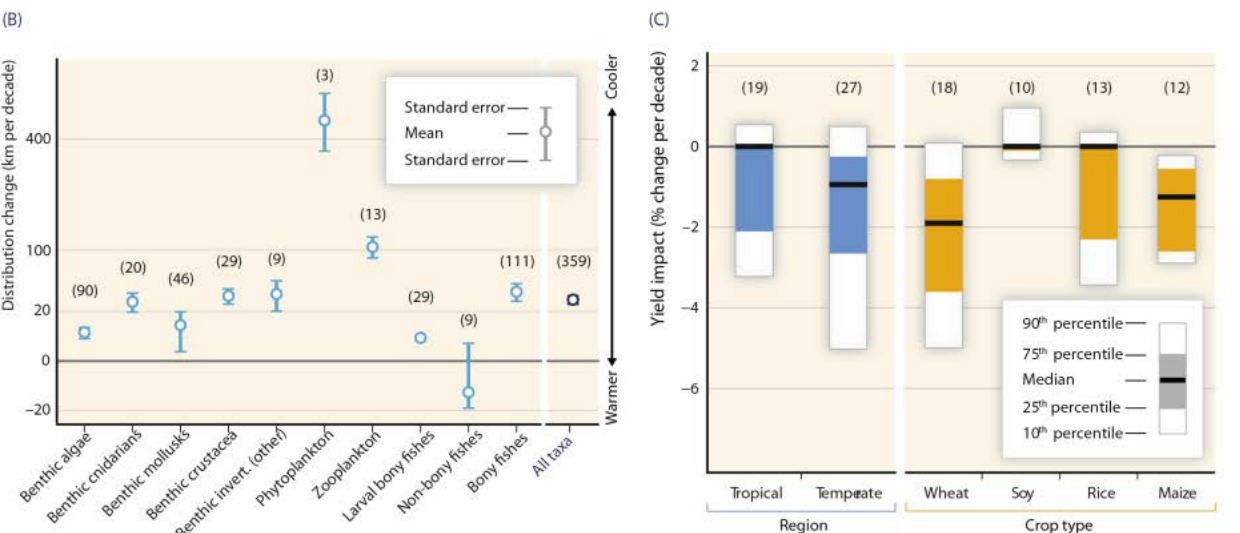 (B)
Distribution change (km per decade)
400
100
20
0
−20
(90)
(20)
(46)
(29)
(9)
(3)
(13)
(29)
(9)
(111)
(359)
Standard error
Mean
Standard error
Cooler
Warmer
Benthic algae
Benthic cnidarians
Benthic mollusks
Benthic crustacea
Benthic invert. (other)
Phytoplankton
Zooplankton
Larval bony fishes
Non-bony fishes
Bony fishes
All taxa
(C)
Yield impact (% change per decade)
2
0
−2
−4
−6
(19)
(27)
(18)
(10)
(13)
(12)
90th percentile
75th percentile
Median
25th percentile
10th percentile
Tropical
Temperate
Wheat
Soy
Rice
Maize
Region
Crop type